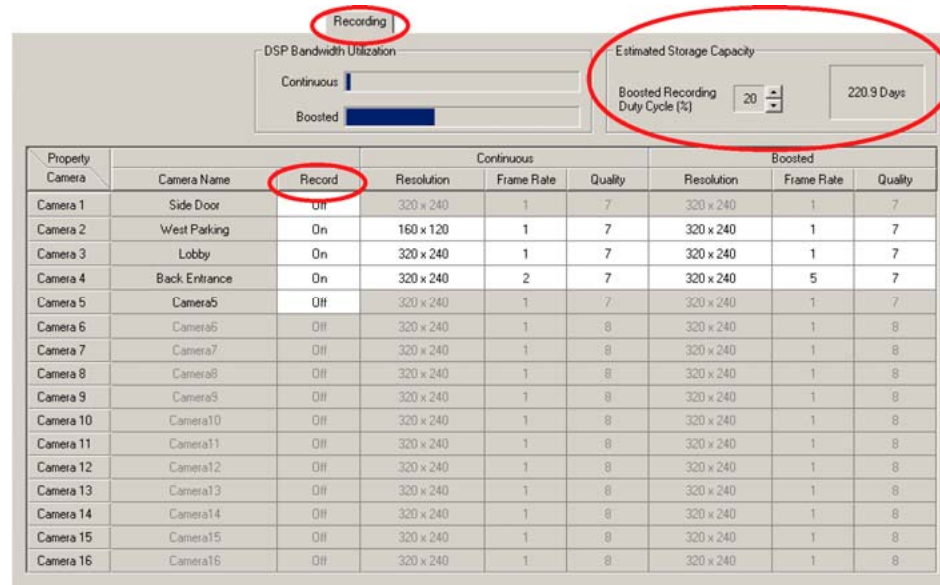 Recording
DSP Bandwidth Utilization
Continuous
Boosted
Estimated Storage Capacity
Boosted Recording
Duty Cycle (%)
20
220.9 Days
Property Continuous Boosted
Camera Camera Name Record Resolution Frame Rate Quality Resolution Frame Rate Quality
Camera 1 Side Door Off 320 x 240 1 7 320 x 240 1 7
Camera 2 West Parking On 160 x 120 1 7 320 x 240 1 7
Camera 3 Lobby On 320 x 240 1 7 320 x 240 1 7
Camera 4 Back Entrance On 320 x 240 2 7 320 x 240 5 7
Camera 5 Camera5 Off 320 x 240 1 7 320 x 240 1 7
Camera 6 Camera6 Off 320 x 240 1 8 320 x 240 1 8
Camera 7 Camera7 Off 320 x 240 1 8 320 x 240 1 8
Camera 8 Camera8 Off 320 x 240 1 8 320 x 240 1 8
Camera 9 Camera9 Off 320 x 240 1 8 320 x 240 1 8
Camera 10 Camera10 Off 320 x 240 1 8 320 x 240 1 8
Camera 11 Camera11 Off 320 x 240 1 8 320 x 240 1 8
Camera 12 Camera12 Off 320 x 240 1 8 320 x 240 1 8
Camera 13 Camera13 Off 320 x 240 1 8 320 x 240 1 8
Camera 14 Camera14 Off 320 x 240 1 8 320 x 240 1 8
Camera 15 Camera15 Off 320 x 240 1 8 320 x 240 1 8
Camera 16 Camera16 Off 320 x 240 1 8 320 x 240 1 8